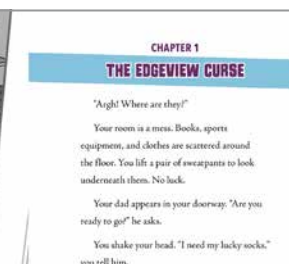 CHAPTER 1
THE EDGEVIEW CURSE
"Argh! Where are they?"
Your room is a mess. Books, sports
equipment, and clothes are scattered around
the floor. You lift a pair of sweatpants to look
underneath them. No luck.
Your dad appears in your doorway. "Are you
ready to go?" he asks.
You shake your head. "I need my lucky socks,"
you tell him.